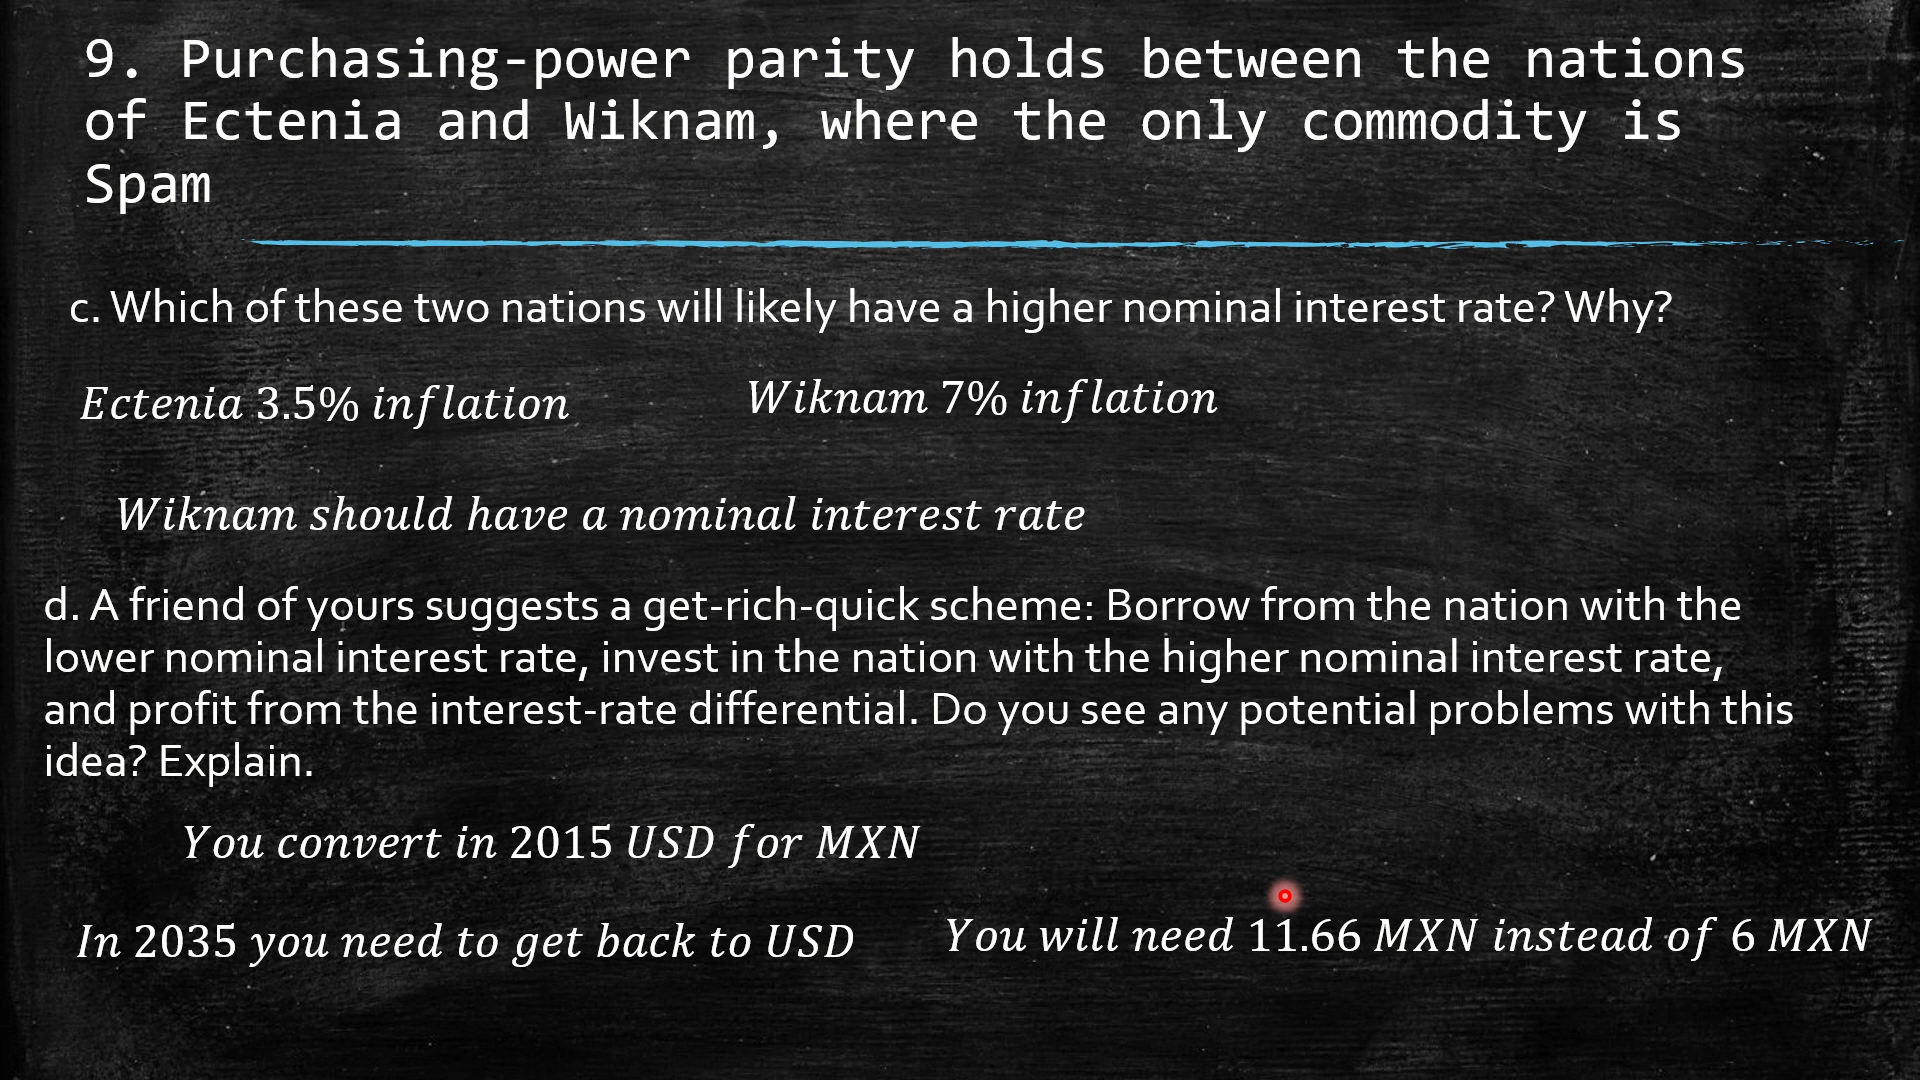 9. Purchasing-power parity holds between the nations
of Ectenia and Wiknam, where the only commodity is
Spam
c. Which of these two nations will likely have a higher nominal interest rate? Why?
Ectenia 3.5% inflation
Wiknam 7% inflation
Wiknam should have a nominal interest rate
d. A friend of yours suggests a get-rich-quick scheme: Borrow from the nation with the
lower nominal interest rate, invest in the nation with the higher nominal interest rate,
and profit from the interest-rate differential. Do you see any potential problems with this
idea? Explain.
You convert in 2015 USD for MXN
In 2035 you need to get back to USD
You will need 11.66 MXN instead of 6 MXN